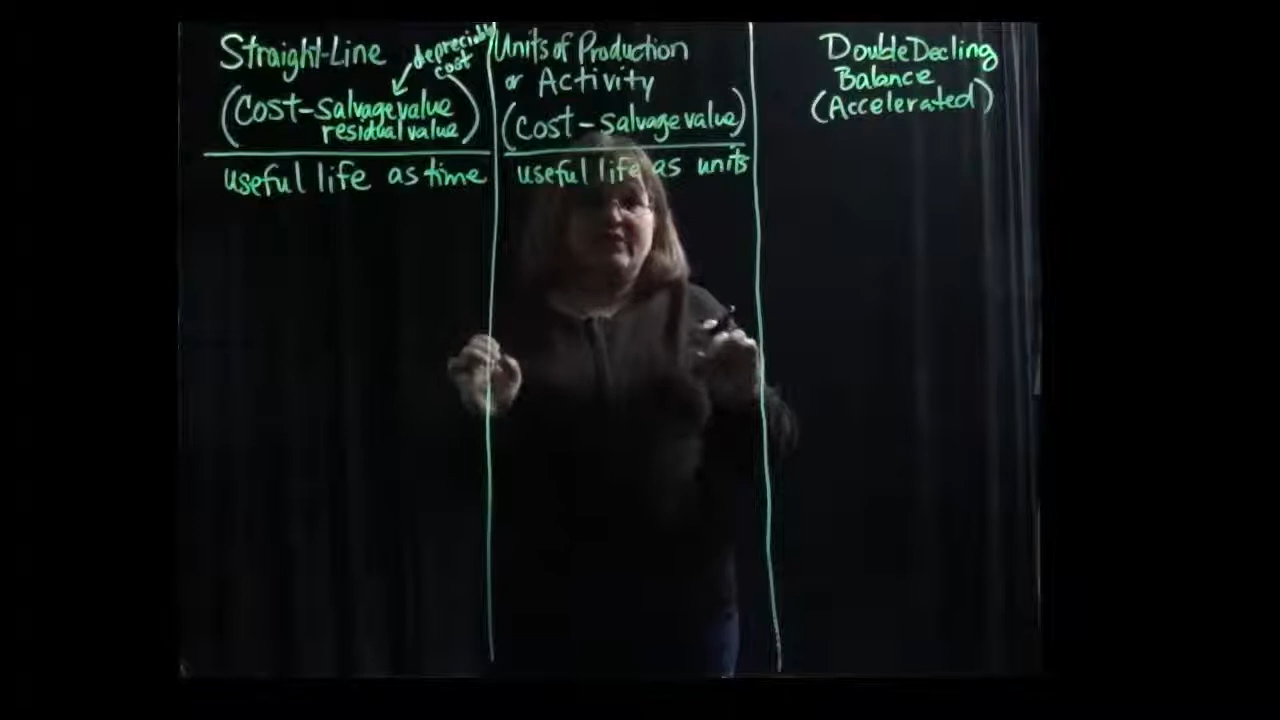 Straight-Line
depreciable
cost
(Cost-salvage value
residual value)
useful life as time
Units of Production
or Activity
(Cost-salvage value)
useful life as units
Double Decling
Balance
(Accelerated)